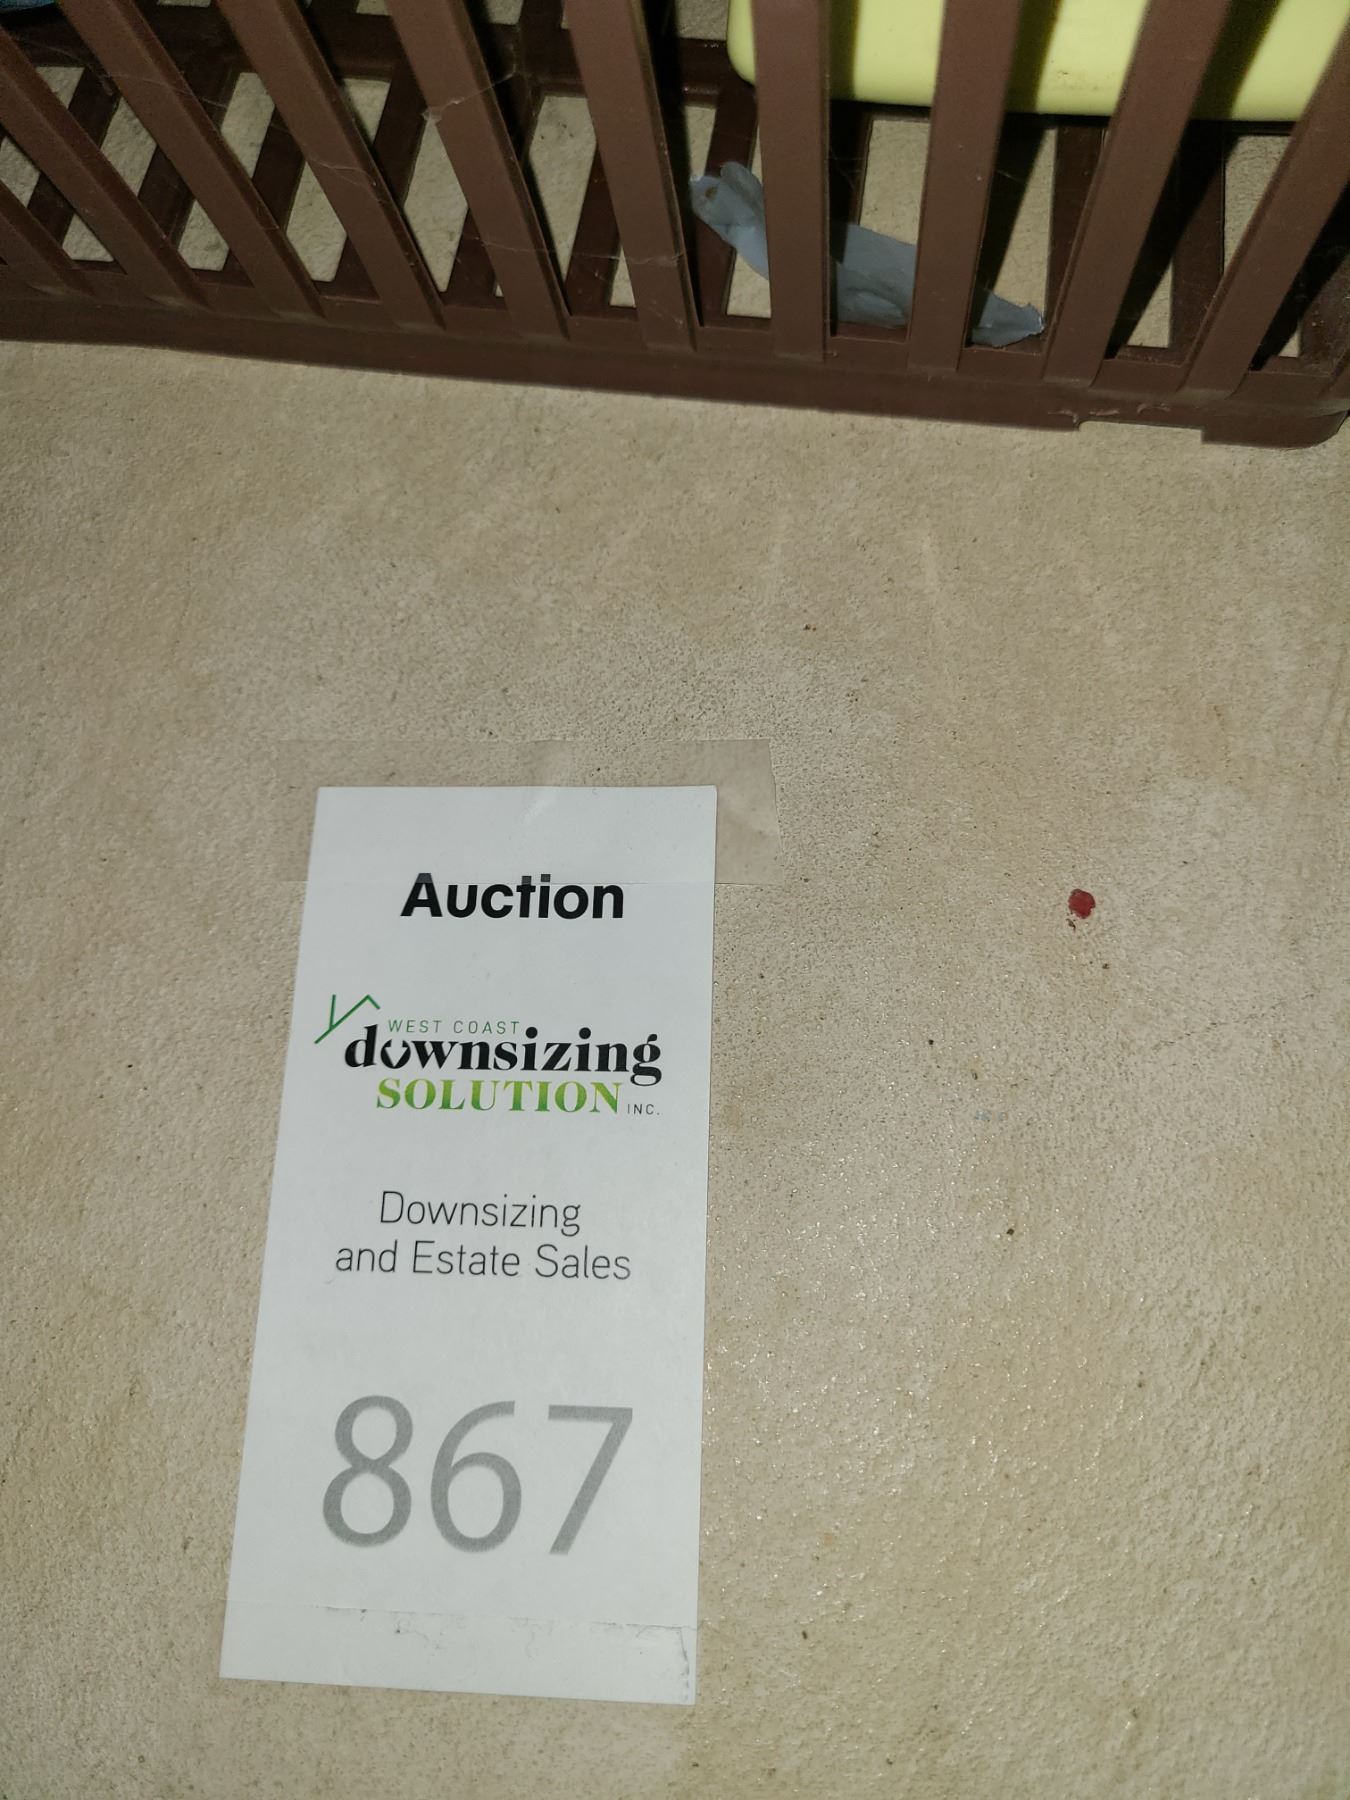 Auction
WEST COAST
downsizing
SOLUTION INC.
Downsizing
and Estate Sales
867